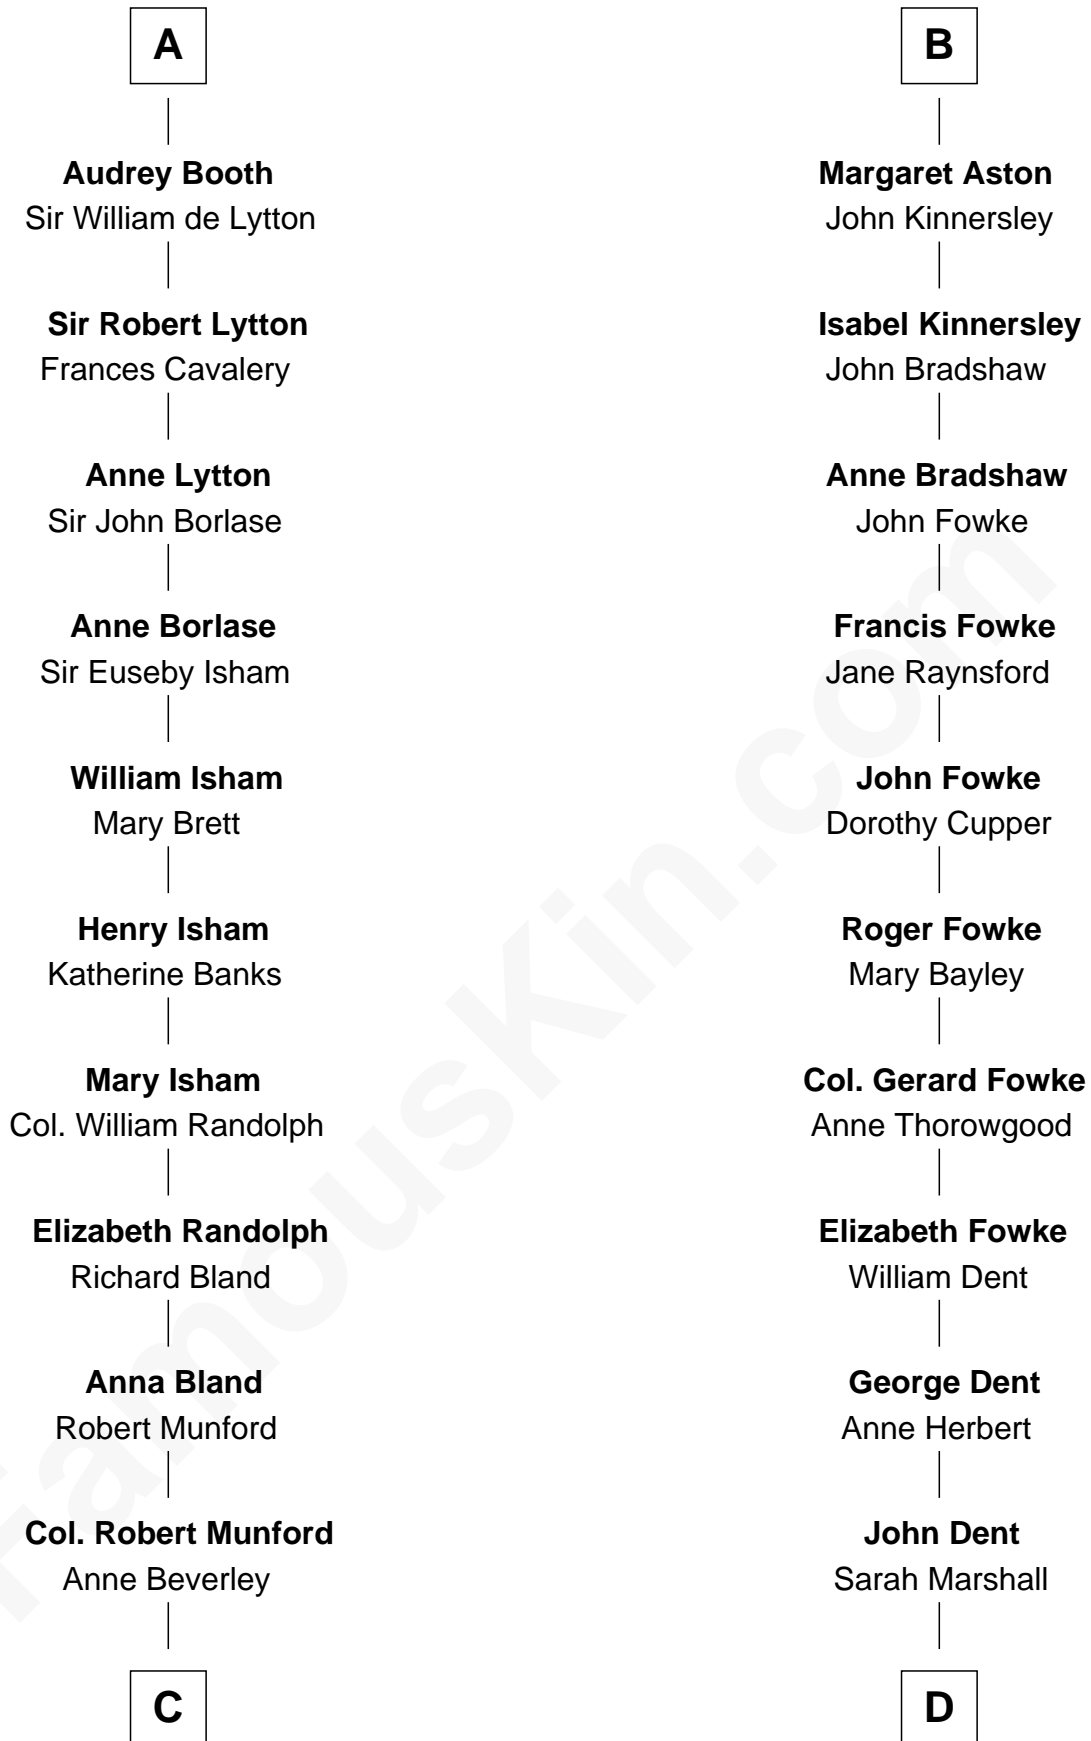 A
Audrey Booth
Sir William de Lytton
Sir Robert Lytton
Frances Cavalery
Anne Lytton
Sir John Borlase
Anne Borlase
Sir Euseby Isham
William Isham
Mary Brett
Henry Isham
Katherine Banks
Mary Isham
Col. William Randolph
Elizabeth Randolph
Richard Bland
Anna Bland
Robert Munford
Col. Robert Munford
Anne Beverley
C
B
Margaret Aston
John Kinnersley
Isabel Kinnersley
John Bradshaw
Anne Bradshaw
John Fowke
Francis Fowke
Jane Raynsford
John Fowke
Dorothy Cupper
Roger Fowke
Mary Bayley
Col. Gerard Fowke
Anne Thorowgood
Elizabeth Fowke
William Dent
George Dent
Anne Herbert
John Dent
Sarah Marshall
D
FamousKin.com